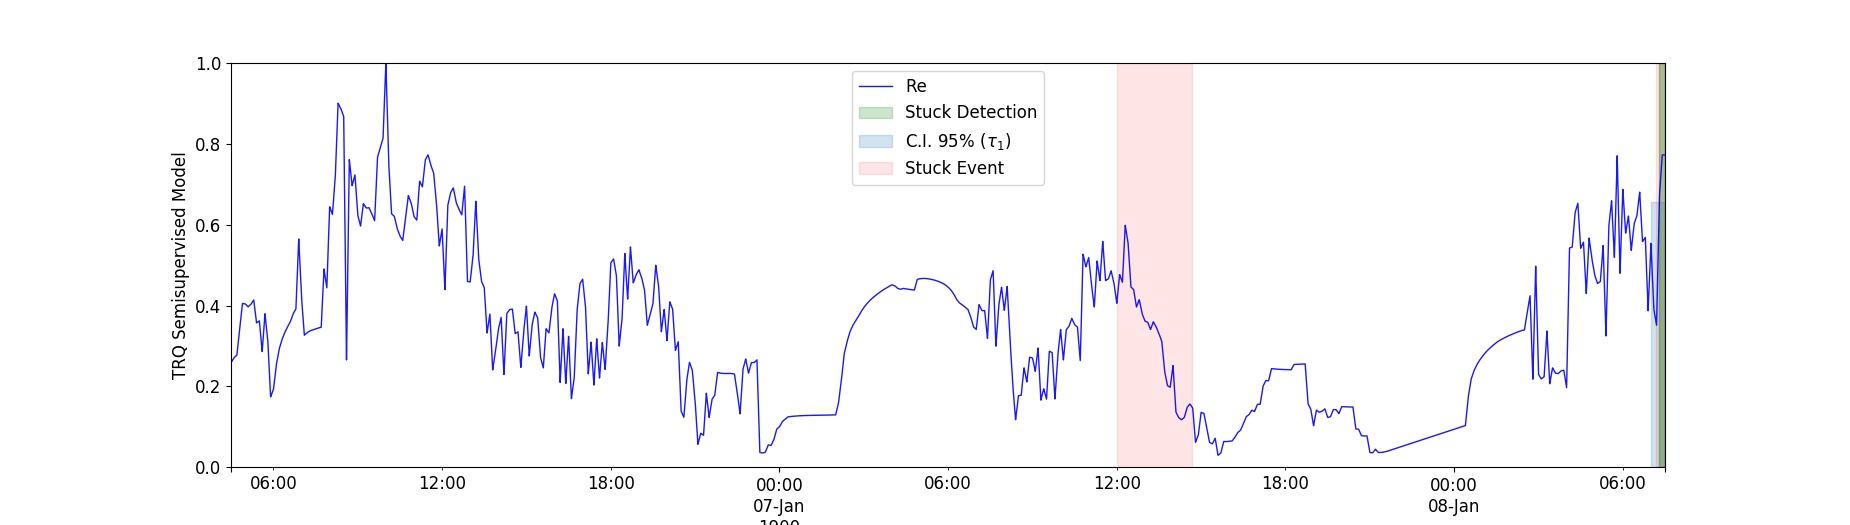 1.0
0.8
0.6
0.4
0.2
0.0
TRQ Semisupervised Model
Re
Stuck Detection
C.I. 95% (τ₁)
Stuck Event
06:00
12:00
18:00
00:00
07-Jan
1900
06:00
12:00
18:00
00:00
08-Jan
06:00